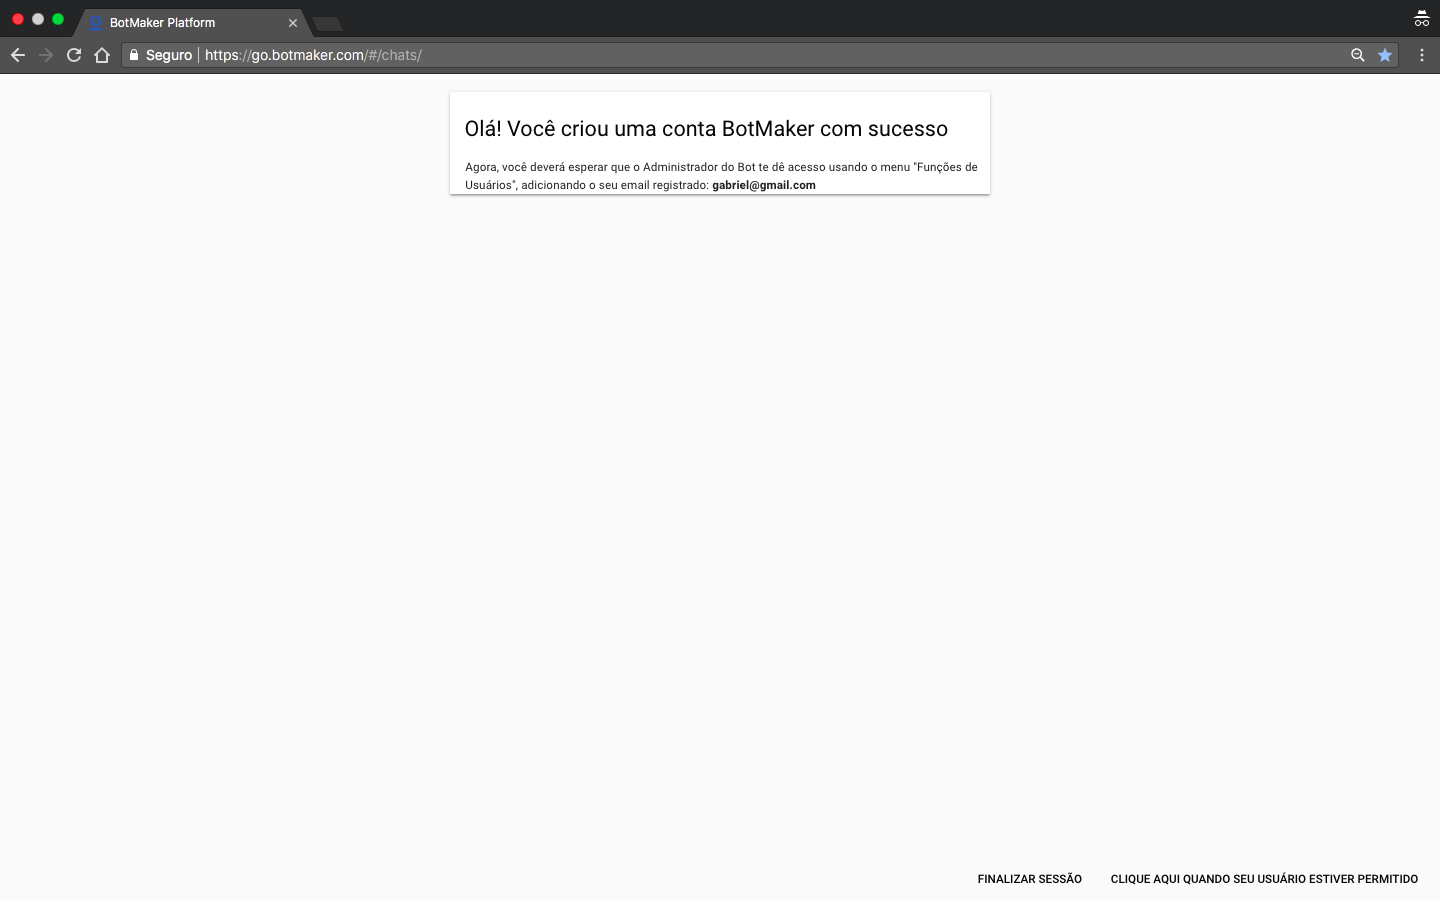 BotMaker Platform
Seguro https://go.botmaker.com/#/chats/
Olá! Você criou uma conta BotMaker com sucesso
Agora, você deverá esperar que o Administrador do Bot te dê acesso usando o menu "Funções de
Usuários", adicionando o seu email registrado: gabriel@gmail.com
FINALIZAR SESSÃO
CLIQUE AQUI QUANDO SEU USUÁRIO ESTIVER PERMITIDO